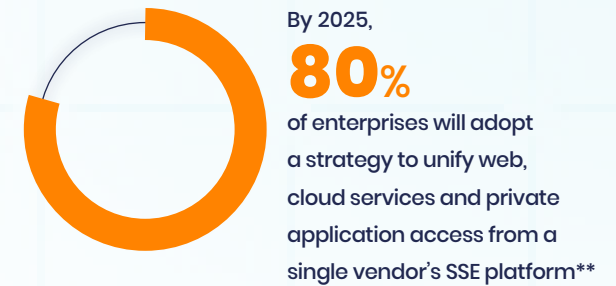 By 2025,
80%
of enterprises will adopt
a strategy to unify web,
cloud services and private
application access from a
single vendor's SSE platform**